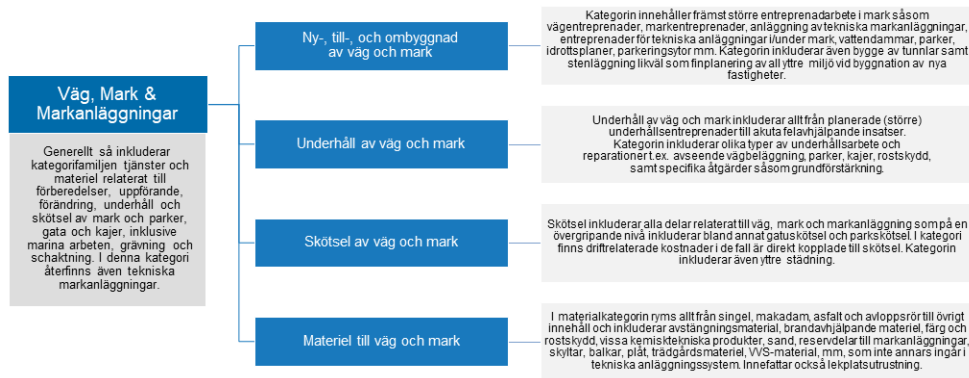 Väg, Mark &
Markanläggningar
Generellt så inkluderar
kategorifamiljen tjänster och
materiel relaterat till
förberedelser, uppförande,
förändring, underhåll och
skötsel av mark och parker,
gata och kajer, inklusive
marina arbeten, grävning och
schaktning. I denna kategori
återfinns även tekniska
markanläggningar.
Ny-, till-, och ombyggnad
av väg och mark
Kategorin innehåller främst större entreprenadarbete i mark såsom
vägentreprenader, markentreprenader, anläggning av tekniska markanläggningar,
entreprenader för tekniska anläggningar i/under mark, vattendammar, parker,
idrottsplaner, parkeringsytor mm. Kategorin inkluderar även bygge av tunnlar samt
stenläggning likväl som finplanering av all yttre miljö vid byggnation av nya
fastigheter.
Underhåll av väg och mark
Underhåll av väg och mark inkluderar allt från planerade (större)
underhållsentreprenader till akuta felavhjälpande insatser.
Kategorin inkluderar olika typer av underhållsarbete och
reparationer t.ex. avseende vägbeläggning, parker, kajer, rostskydd,
samt specifika åtgärder såsom grundförstärkning.
Skötsel av väg och mark
Skötsel inkluderar alla delar relaterat till väg, mark och markanläggning som på en
övergripande nivå inkluderar bland annat gatuskötsel och parkskötsel. I kategori
finns driftrelaterade kostnader i de fall är direkt kopplade till skötsel. Kategorin
inkluderar även yttre städning.
Materiel till väg och mark
I materialkategorin ryms allt från singel, makadam, asfalt och avloppsrör till övrigt
innehåll och inkluderar avstängningsmaterial, brandavhjälpande materiel, färg och
rostskydd, vissa kemisktekniska produkter, sand, reservdelar till markanläggningar,
skyltar, balkar, plåt, trädgårdsmateriel, VVS-material, mm, som inte annars ingår i
tekniska anläggningssystem. Innefattar också lekplatsutrustning.